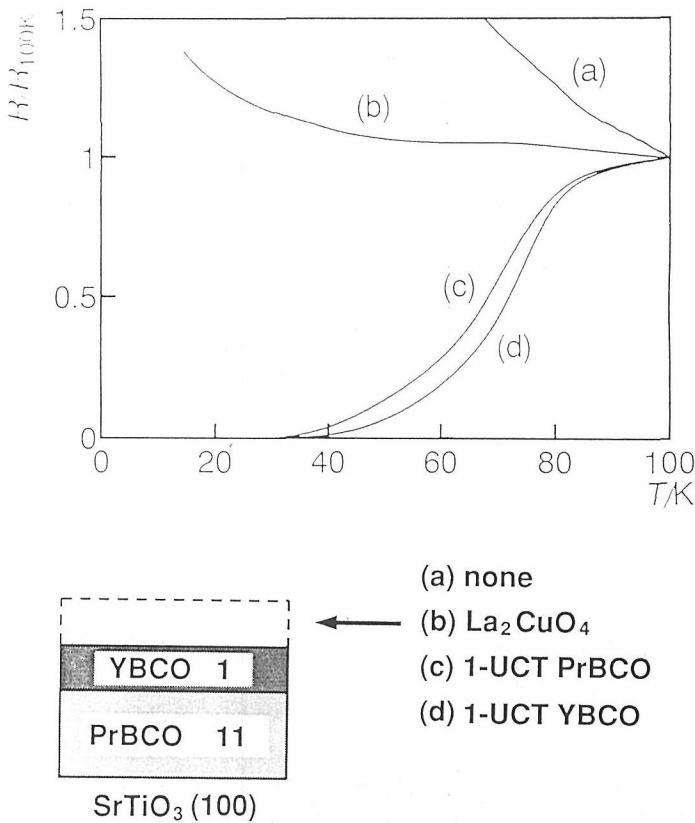 1.5
R/R100K
(a)
(b)
1
0.5
(c)
(d)
0
0 20 40 60 80 100
T/K
(a) none
(b) La₂CuO₄
(c) 1-UCT PrBCO
(d) 1-UCT YBCO
YBCO 1
PrBCO 11
SrTiO₃ (100)